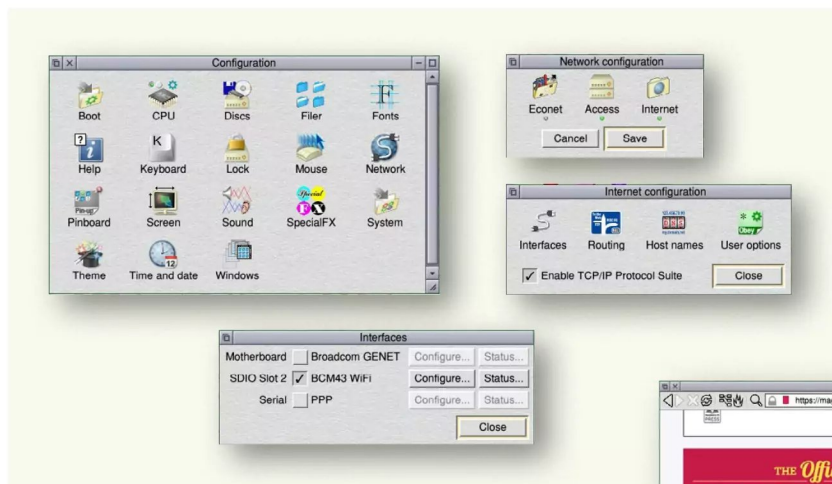 Configuration
Boot CPU Discs Filer Fonts
Help Keyboard Lock Mouse Network
Pinboard Screen Sound SpecialFX System
Theme Time and date Windows
Network configuration
Econet Access Internet
Cancel Save
Internet configuration
Interfaces Routing Host names User options
Enable TCP/IP Protocol Suite Close
Interfaces
Motherboard Broadcom GENET Configure... Status...
SDIO Slot 2 BCM43 WiFi Configure... Status...
Serial PPP Configure... Status...
Close
https://ma
THE Offi